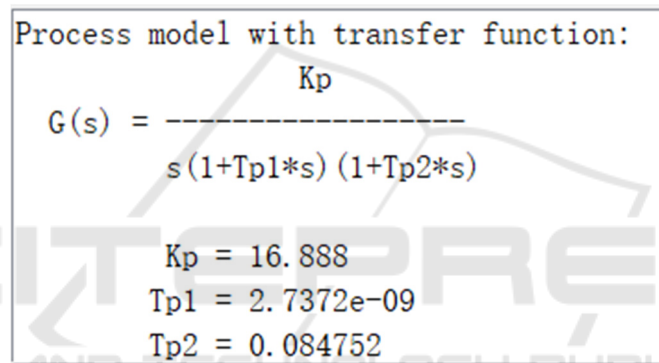 Process model with transfer function:
Kp
G(s) = ------------------
s(1+Tp1*s)(1+Tp2*s)
Kp = 16.888
Tp1 = 2.7372e-09
Tp2 = 0.084752